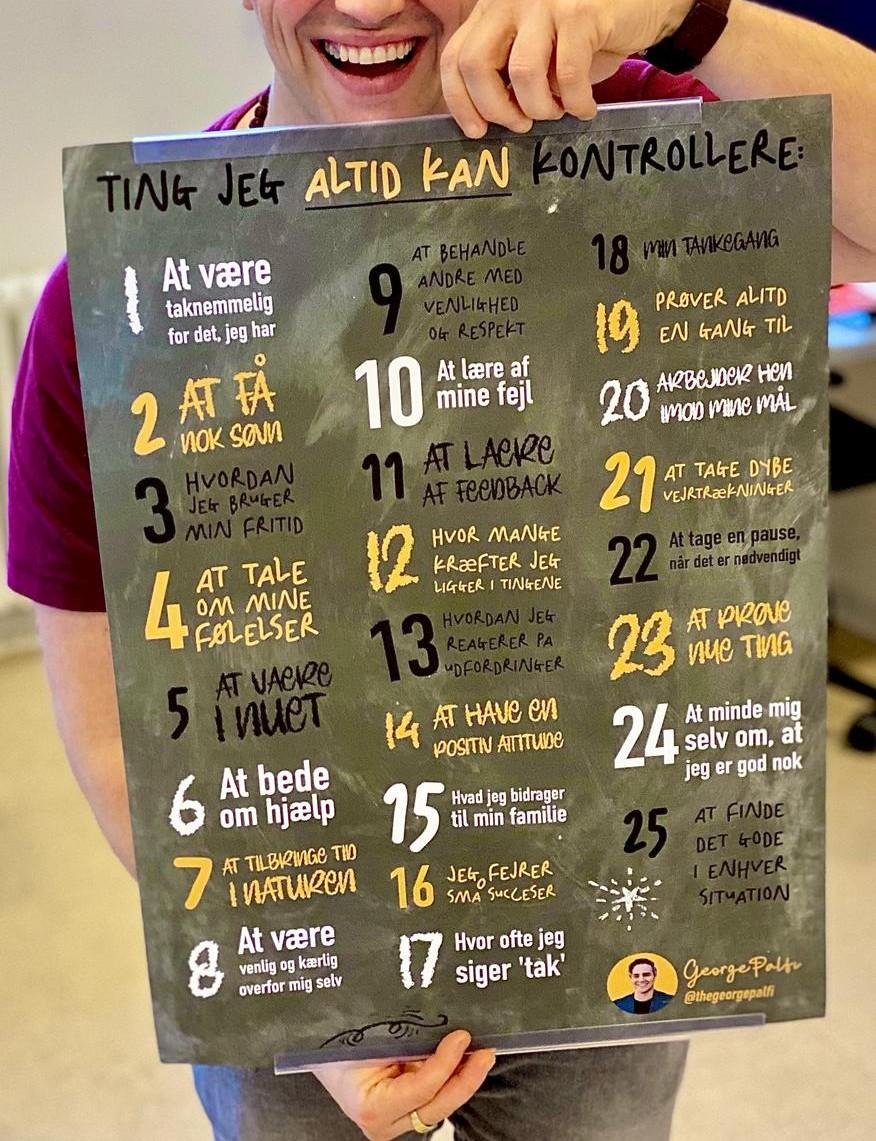 TING JEG ALTID KAN KONTROLLERE:
1 At være
taknemmelig
for det, jeg har
2 AT FÅ
NOK SØVN
3 HVORDAN
JEG BRUGER
MIN FRITID
4 AT TALE
OM MINE
FØLELSER
5 AT VAERE
I NUET
6 At bede
om hjælp
7 AT TILBRINGE TID
I NATUREN
8 At være
venlig og kærlig
overfor mig selv
9 AT BEHANDLE
ANDRE MED
VENLIGHED
OG RESPEKT
10 At lære af
mine fejl
11 AT LAERE
AF FEEDBACK
12 HVOR MANGE
KRÆFTER JEG
LIGGER I TINGENE
13 HVORDAN JEG
REAGERER PA
UDFORDRINGER
14 AT HAVE EN
POSITIV ATTITUDE
15 Hvad jeg bidrager
til min familie
16 JEG FEJRER
SMÅ SUCCESER
17 Hvor ofte jeg
siger 'tak'
18 MIN TANKEGANG
19 PRØVER ALITD
EN GANG TIL
20 ARBEJDER HEN
IMOD MINE MÅL
21 AT TAGE DYBE
VEJRTRÆKNINGER
22 At tage en pause,
når det er nødvendigt
23 AT PRØVE
NYE TING
24 At minde mig
selv om, at
jeg er god nok
25 AT FINDE
DET GODE
I ENHVER
SITUATION
George Palfi
@thegeorgepalfi